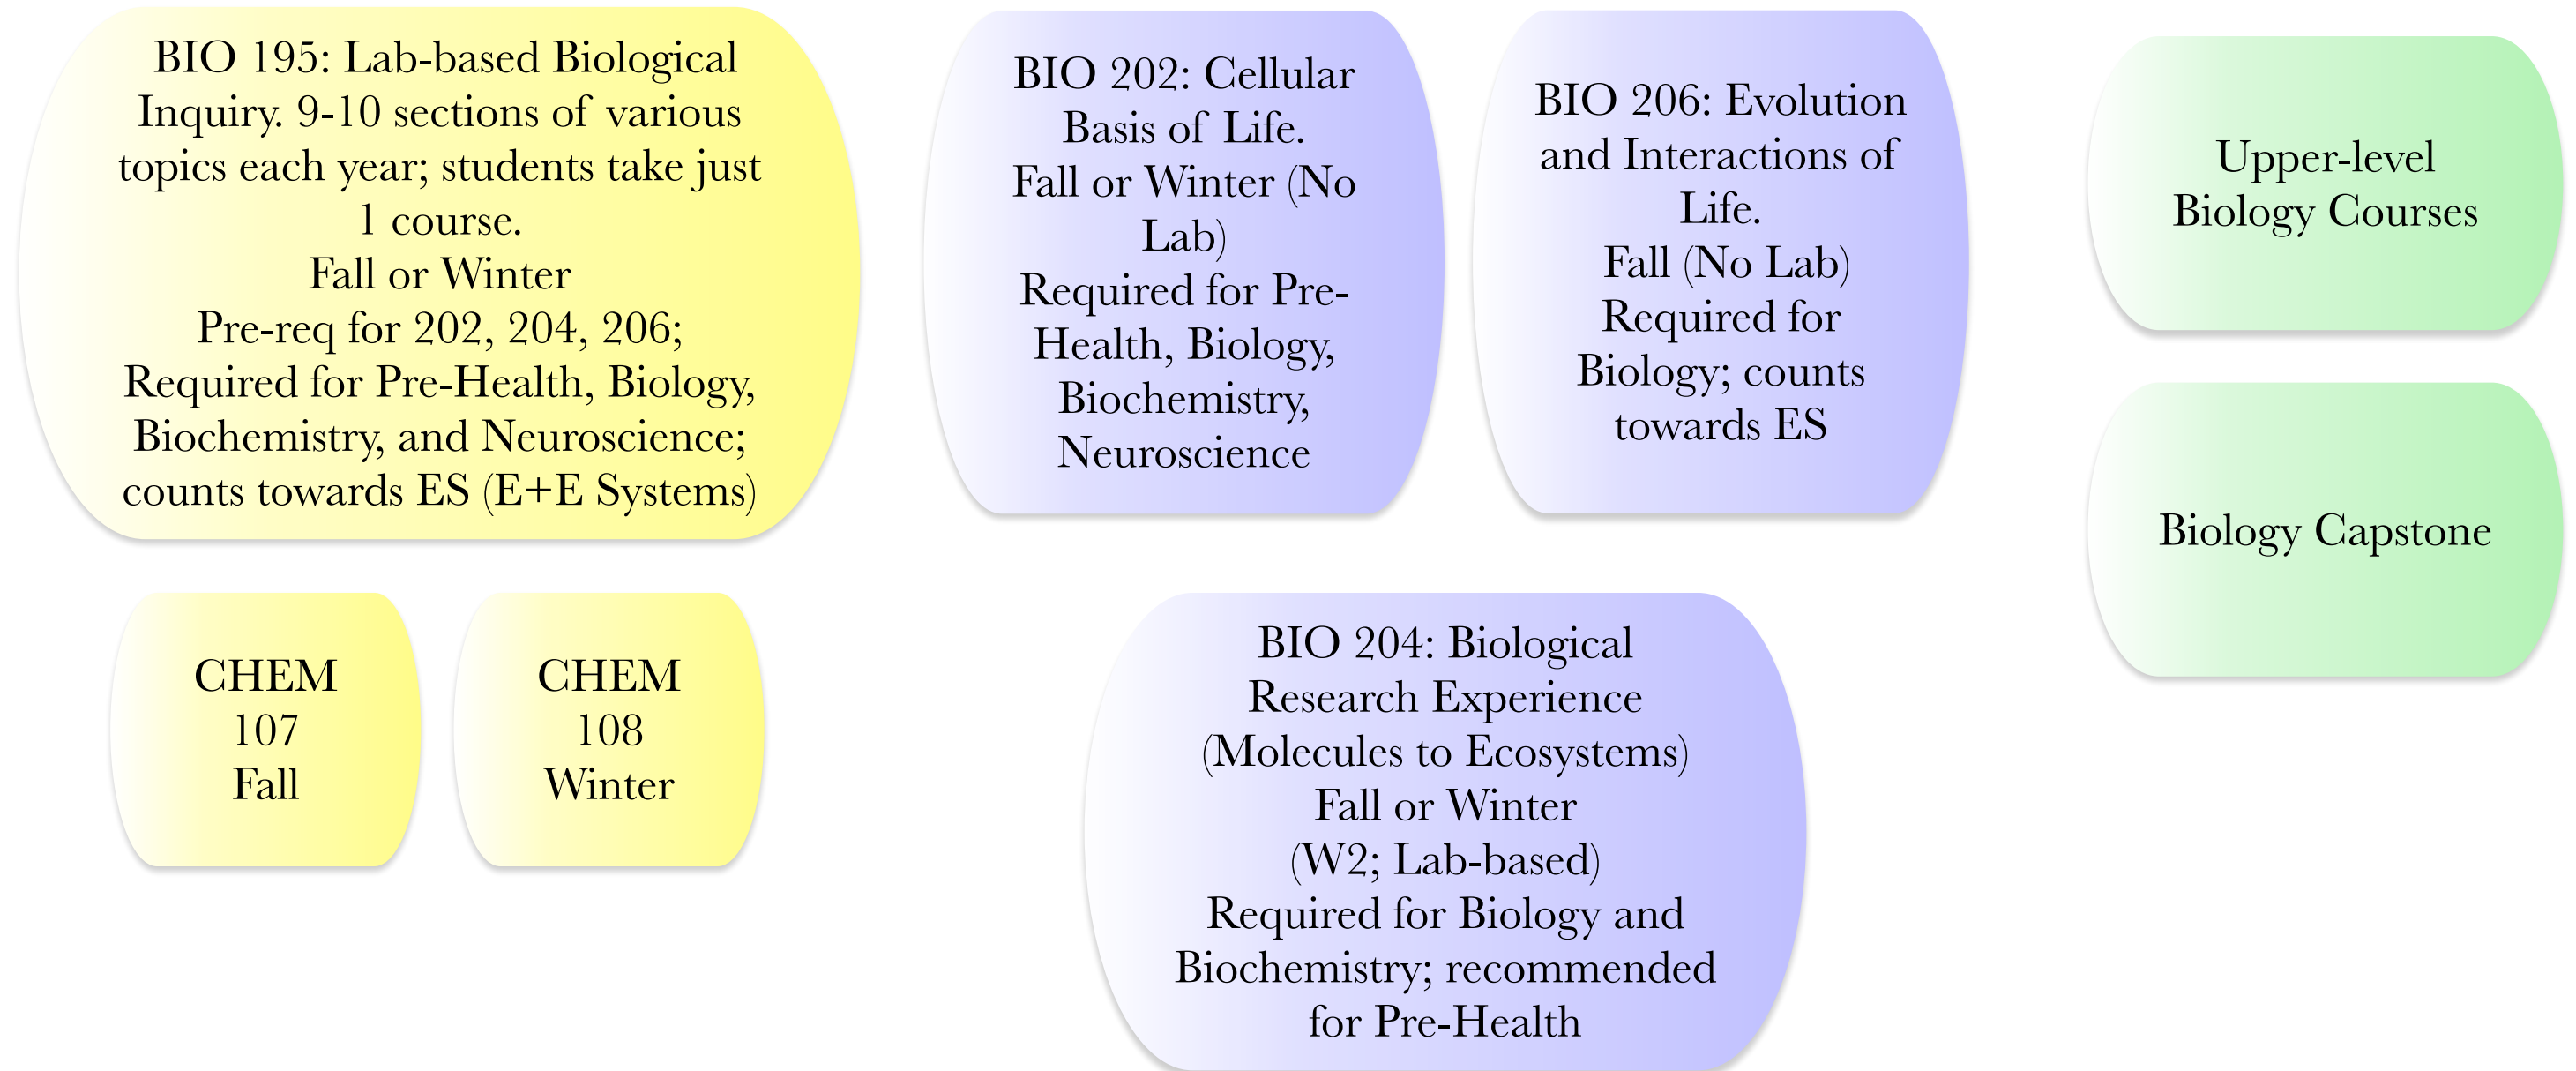 BIO 195: Lab-based Biological
Inquiry. 9-10 sections of various
topics each year; students take just
1 course.
Fall or Winter
Pre-req for 202, 204, 206;
Required for Pre-Health, Biology,
Biochemistry, and Neuroscience;
counts towards ES (E+E Systems)
CHEM
107
Fall
CHEM
108
Winter
BIO 202: Cellular
Basis of Life.
Fall or Winter (No
Lab)
Required for Pre-
Health, Biology,
Biochemistry,
Neuroscience
BIO 206: Evolution
and Interactions of
Life.
Fall (No Lab)
Required for
Biology; counts
towards ES
BIO 204: Biological
Research Experience
(Molecules to Ecosystems)
Fall or Winter
(W2; Lab-based)
Required for Biology and
Biochemistry; recommended
for Pre-Health
Upper-level
Biology Courses
Biology Capstone